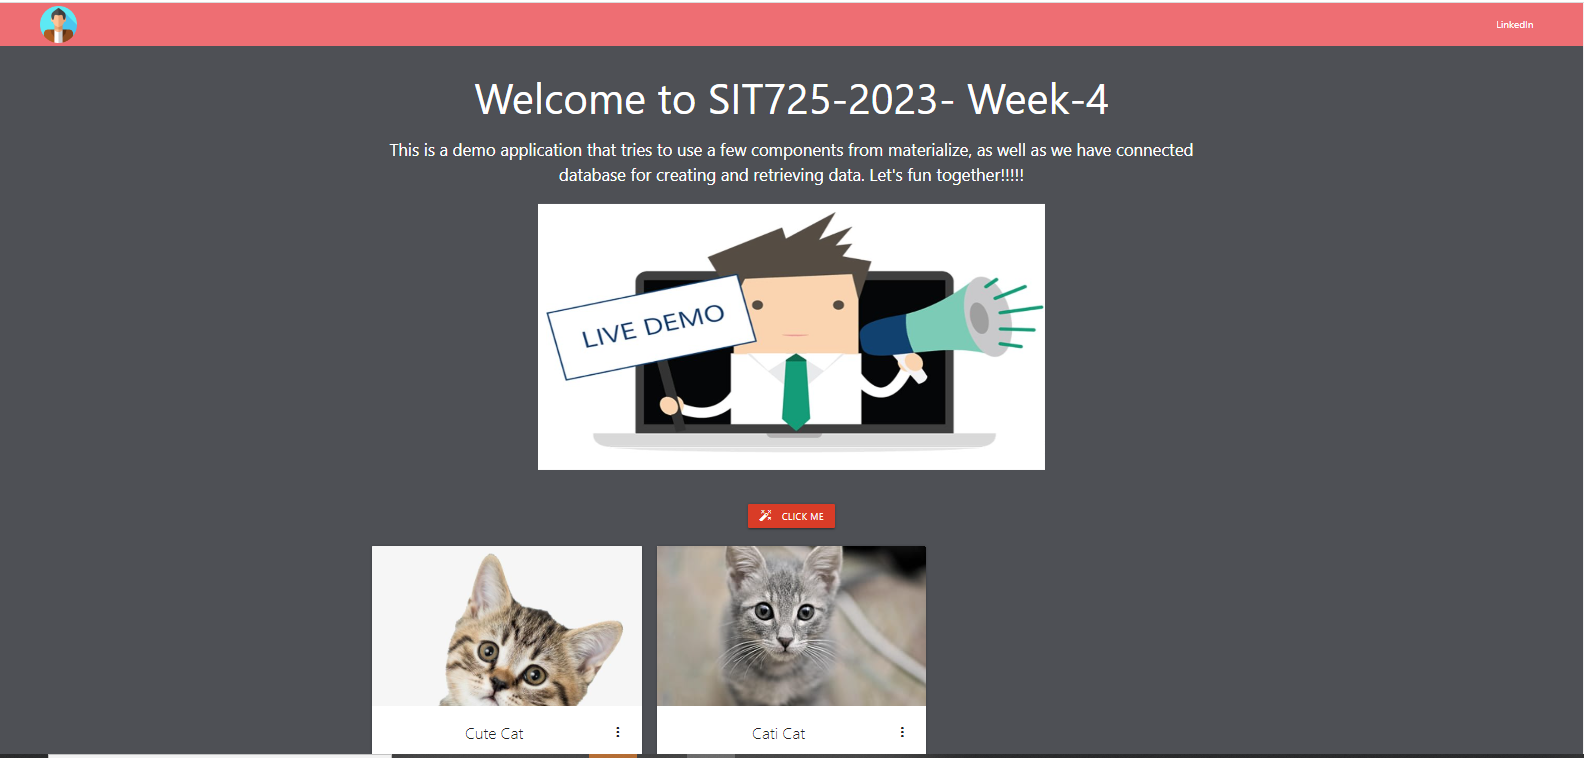 LinkedIn
Welcome to SIT725-2023- Week-4
This is a demo application that tries to use a few components from materialize, as well as we have connected
database for creating and retrieving data. Let's fun together!!!!!
LIVE DEMO
CLICK ME
Cute Cat
Cati Cat